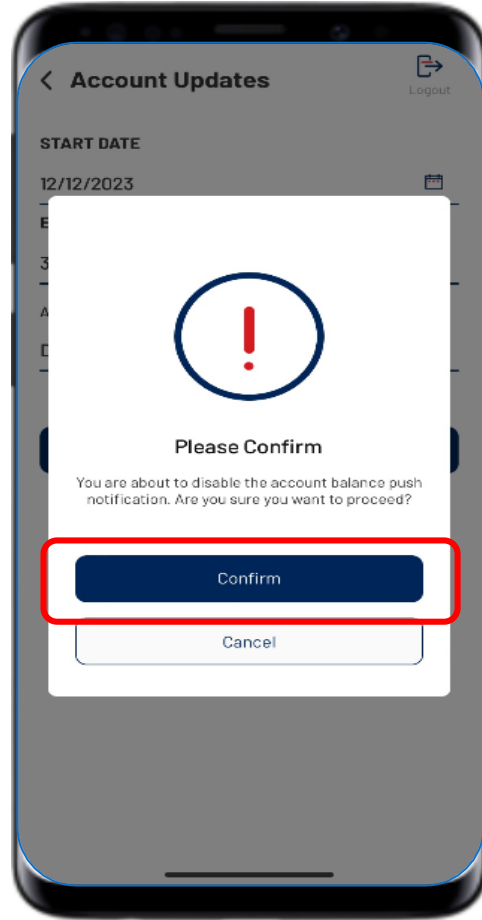 Account Updates
Logout
START DATE
12/12/2023
E
3
A
D
Please Confirm
You are about to disable the account balance push
notification. Are you sure you want to proceed?
Confirm
Cancel